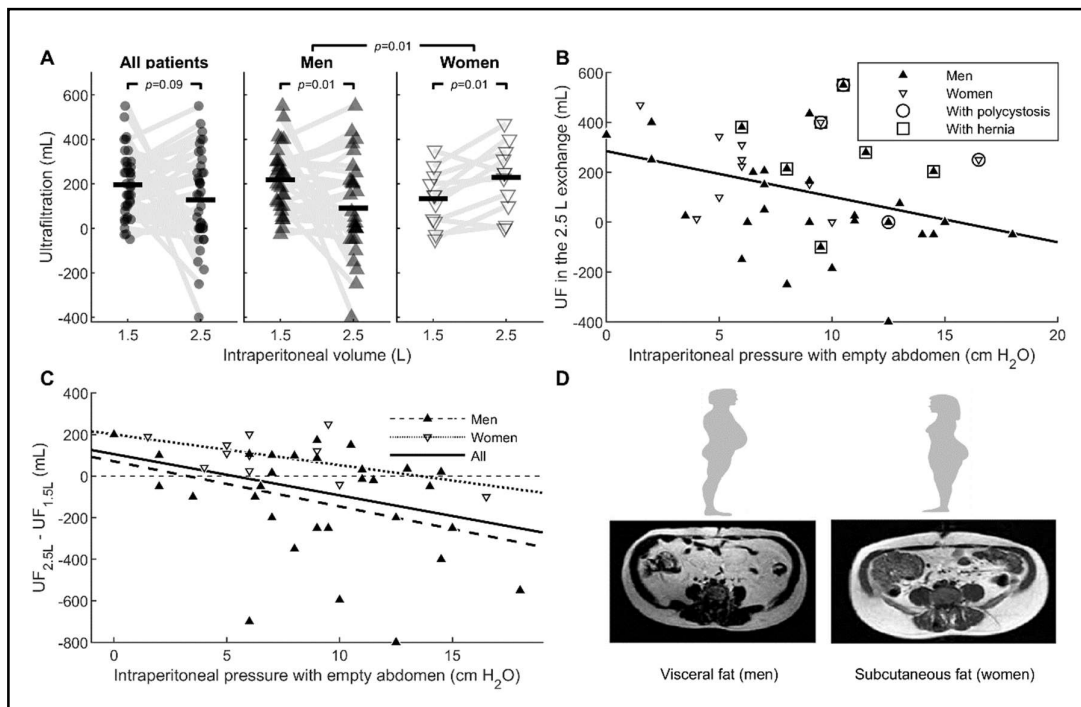 A
All patients
Men
Women
p=0.01
p=0.09
p=0.01
p=0.01
Ultrafiltration (mL)
600
400
200
0
-200
-400
1.5
2.5
1.5
2.5
1.5
2.5
Intraperitoneal volume (L)
B
Men
Women
With polycystosis
With hernia
UF in the 2.5 L exchange (mL)
600
400
200
0
-200
-400
0
5
10
15
20
Intraperitoneal pressure with empty abdomen (cm H₂O)
C
Men
Women
All
UF₂.₅L - UF₁.₅L (mL)
400
200
0
-200
-400
-600
-800
0
5
10
15
Intraperitoneal pressure with empty abdomen (cm H₂O)
D
Visceral fat (men)
Subcutaneous fat (women)